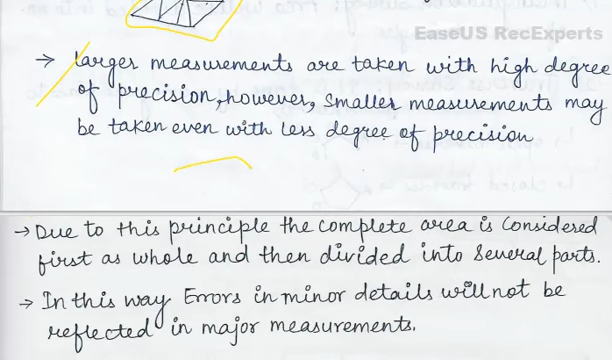 EaseUS RecExperts
→ Larger measurements are taken with high degree
of precision, however, smaller measurements may
be taken even with less degree of precision
→ Due to this principle the complete area is considered
first as whole and then divided into several parts.
→ In this way Errors in minor details will not be
reflected in major measurements.